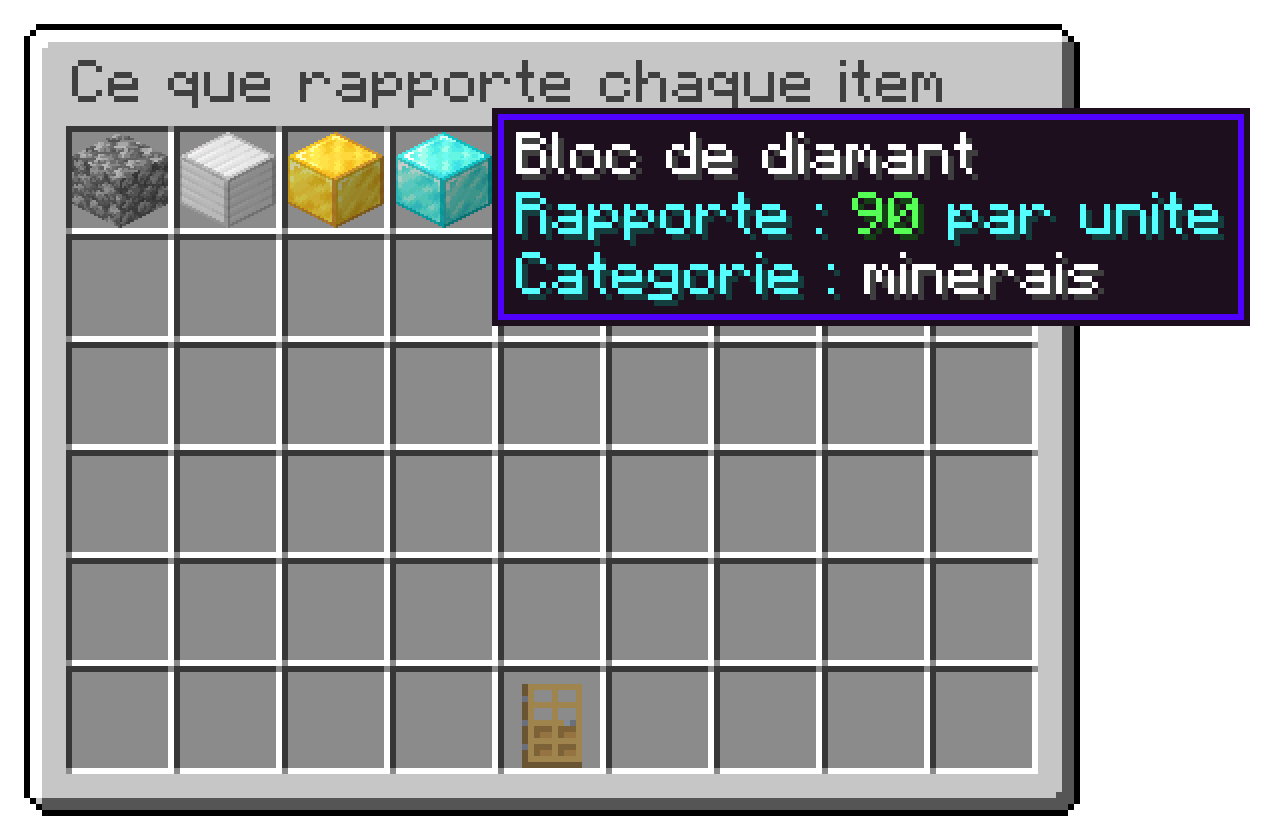 Ce que rapporte chaque item
Bloc de diamant
Rapporte : 90 par unite
Categorie : minerais